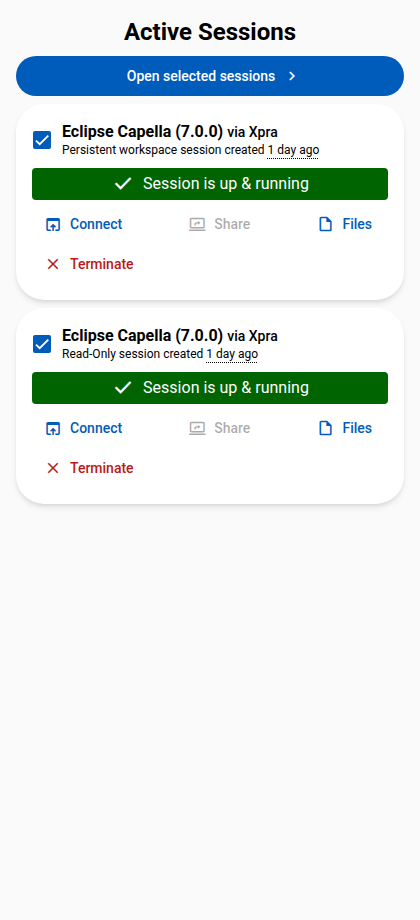 Active Sessions
Open selected sessions
Eclipse Capella (7.0.0) via Xpra
Persistent workspace session created 1 day ago
Session is up & running
Connect Share Files
Terminate
Eclipse Capella (7.0.0) via Xpra
Read-Only session created 1 day ago
Session is up & running
Connect Share Files
Terminate